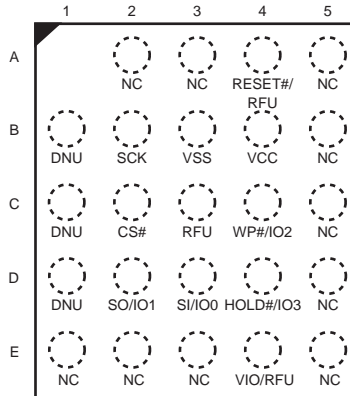 1 2 3 4 5
A
NC NC RESET#/ NC
RFU
B
DNU SCK VSS VCC NC
C
DNU CS# RFU WP#/IO2 NC
D
DNU SO/IO1 SI/IO0 HOLD#/IO3 NC
E
NC NC NC VIO/RFU NC